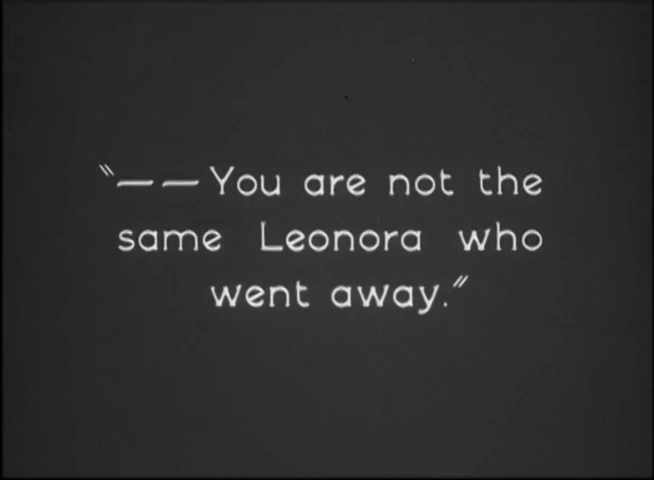 "— — You are not the
same Leonora who
went away."